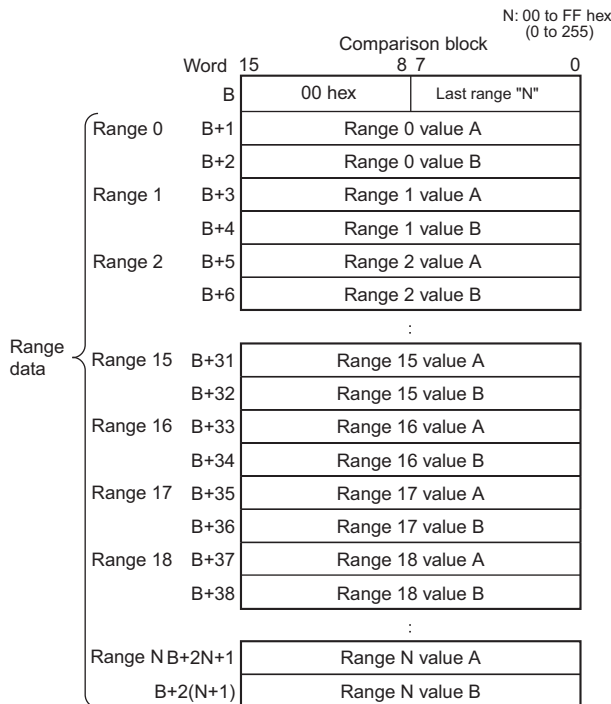 N: 00 to FF hex
(0 to 255)
Comparison block
Word 15 8 7 0
B 00 hex Last range "N"
Range 0 B+1 Range 0 value A
B+2 Range 0 value B
Range 1 B+3 Range 1 value A
B+4 Range 1 value B
Range 2 B+5 Range 2 value A
B+6 Range 2 value B
:
Range data
Range 15 B+31 Range 15 value A
B+32 Range 15 value B
Range 16 B+33 Range 16 value A
B+34 Range 16 value B
Range 17 B+35 Range 17 value A
B+36 Range 17 value B
Range 18 B+37 Range 18 value A
B+38 Range 18 value B
:
Range N B+2N+1 Range N value A
B+2(N+1) Range N value B